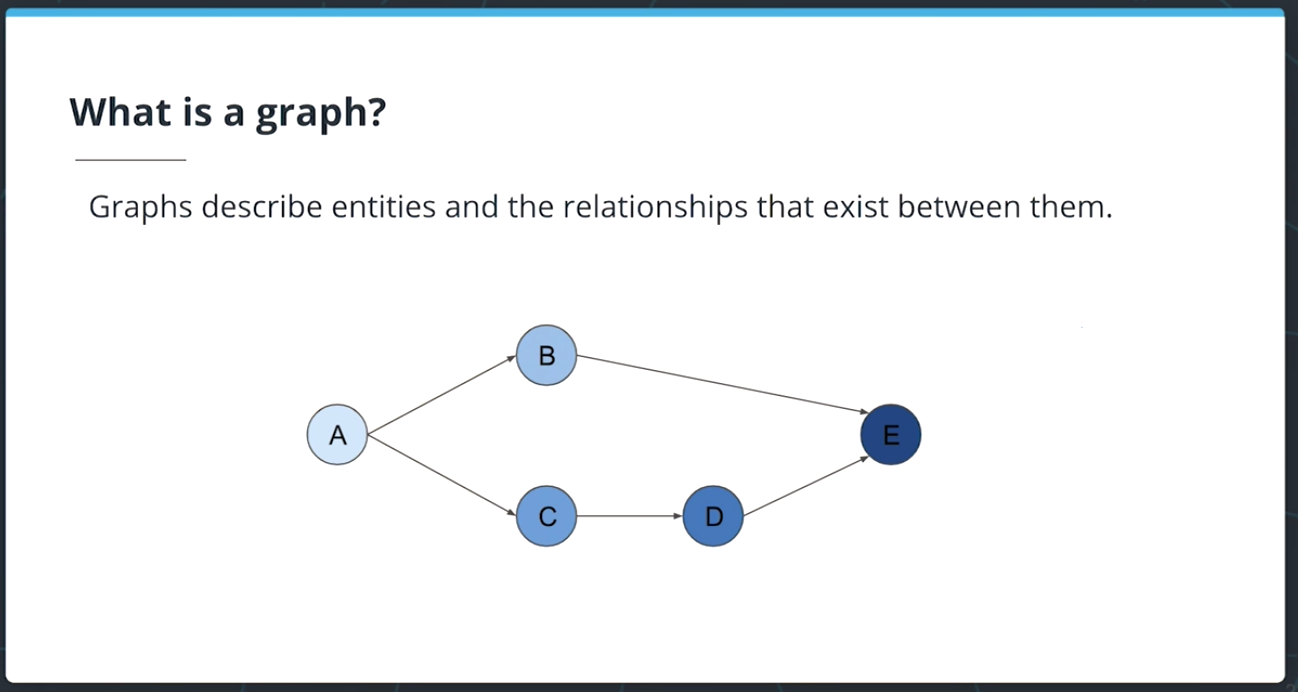 What is a graph?
Graphs describe entities and the relationships that exist between them.
B
A
E
C
D